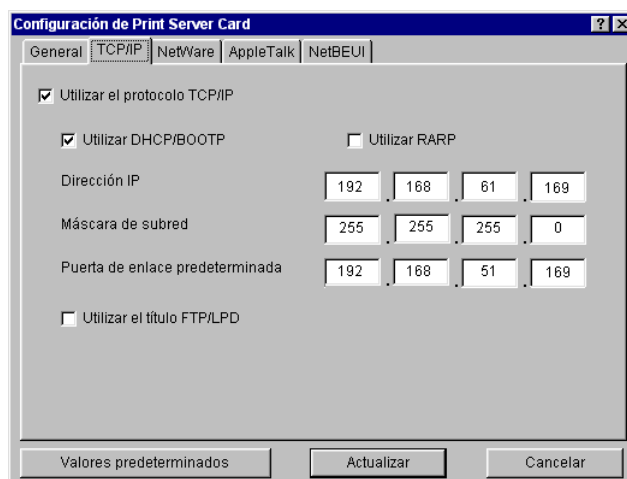 Configuración de Print Server Card
General TCP/IP NetWare AppleTalk NetBEUI
Utilizar el protocolo TCP/IP
Utilizar DHCP/BOOTP Utilizar RARP
Dirección IP 192 . 168 . 61 . 169
Máscara de subred 255 . 255 . 255 . 0
Puerta de enlace predeterminada 192 . 168 . 51 . 169
Utilizar el título FTP/LPD
Valores predeterminados Actualizar Cancelar